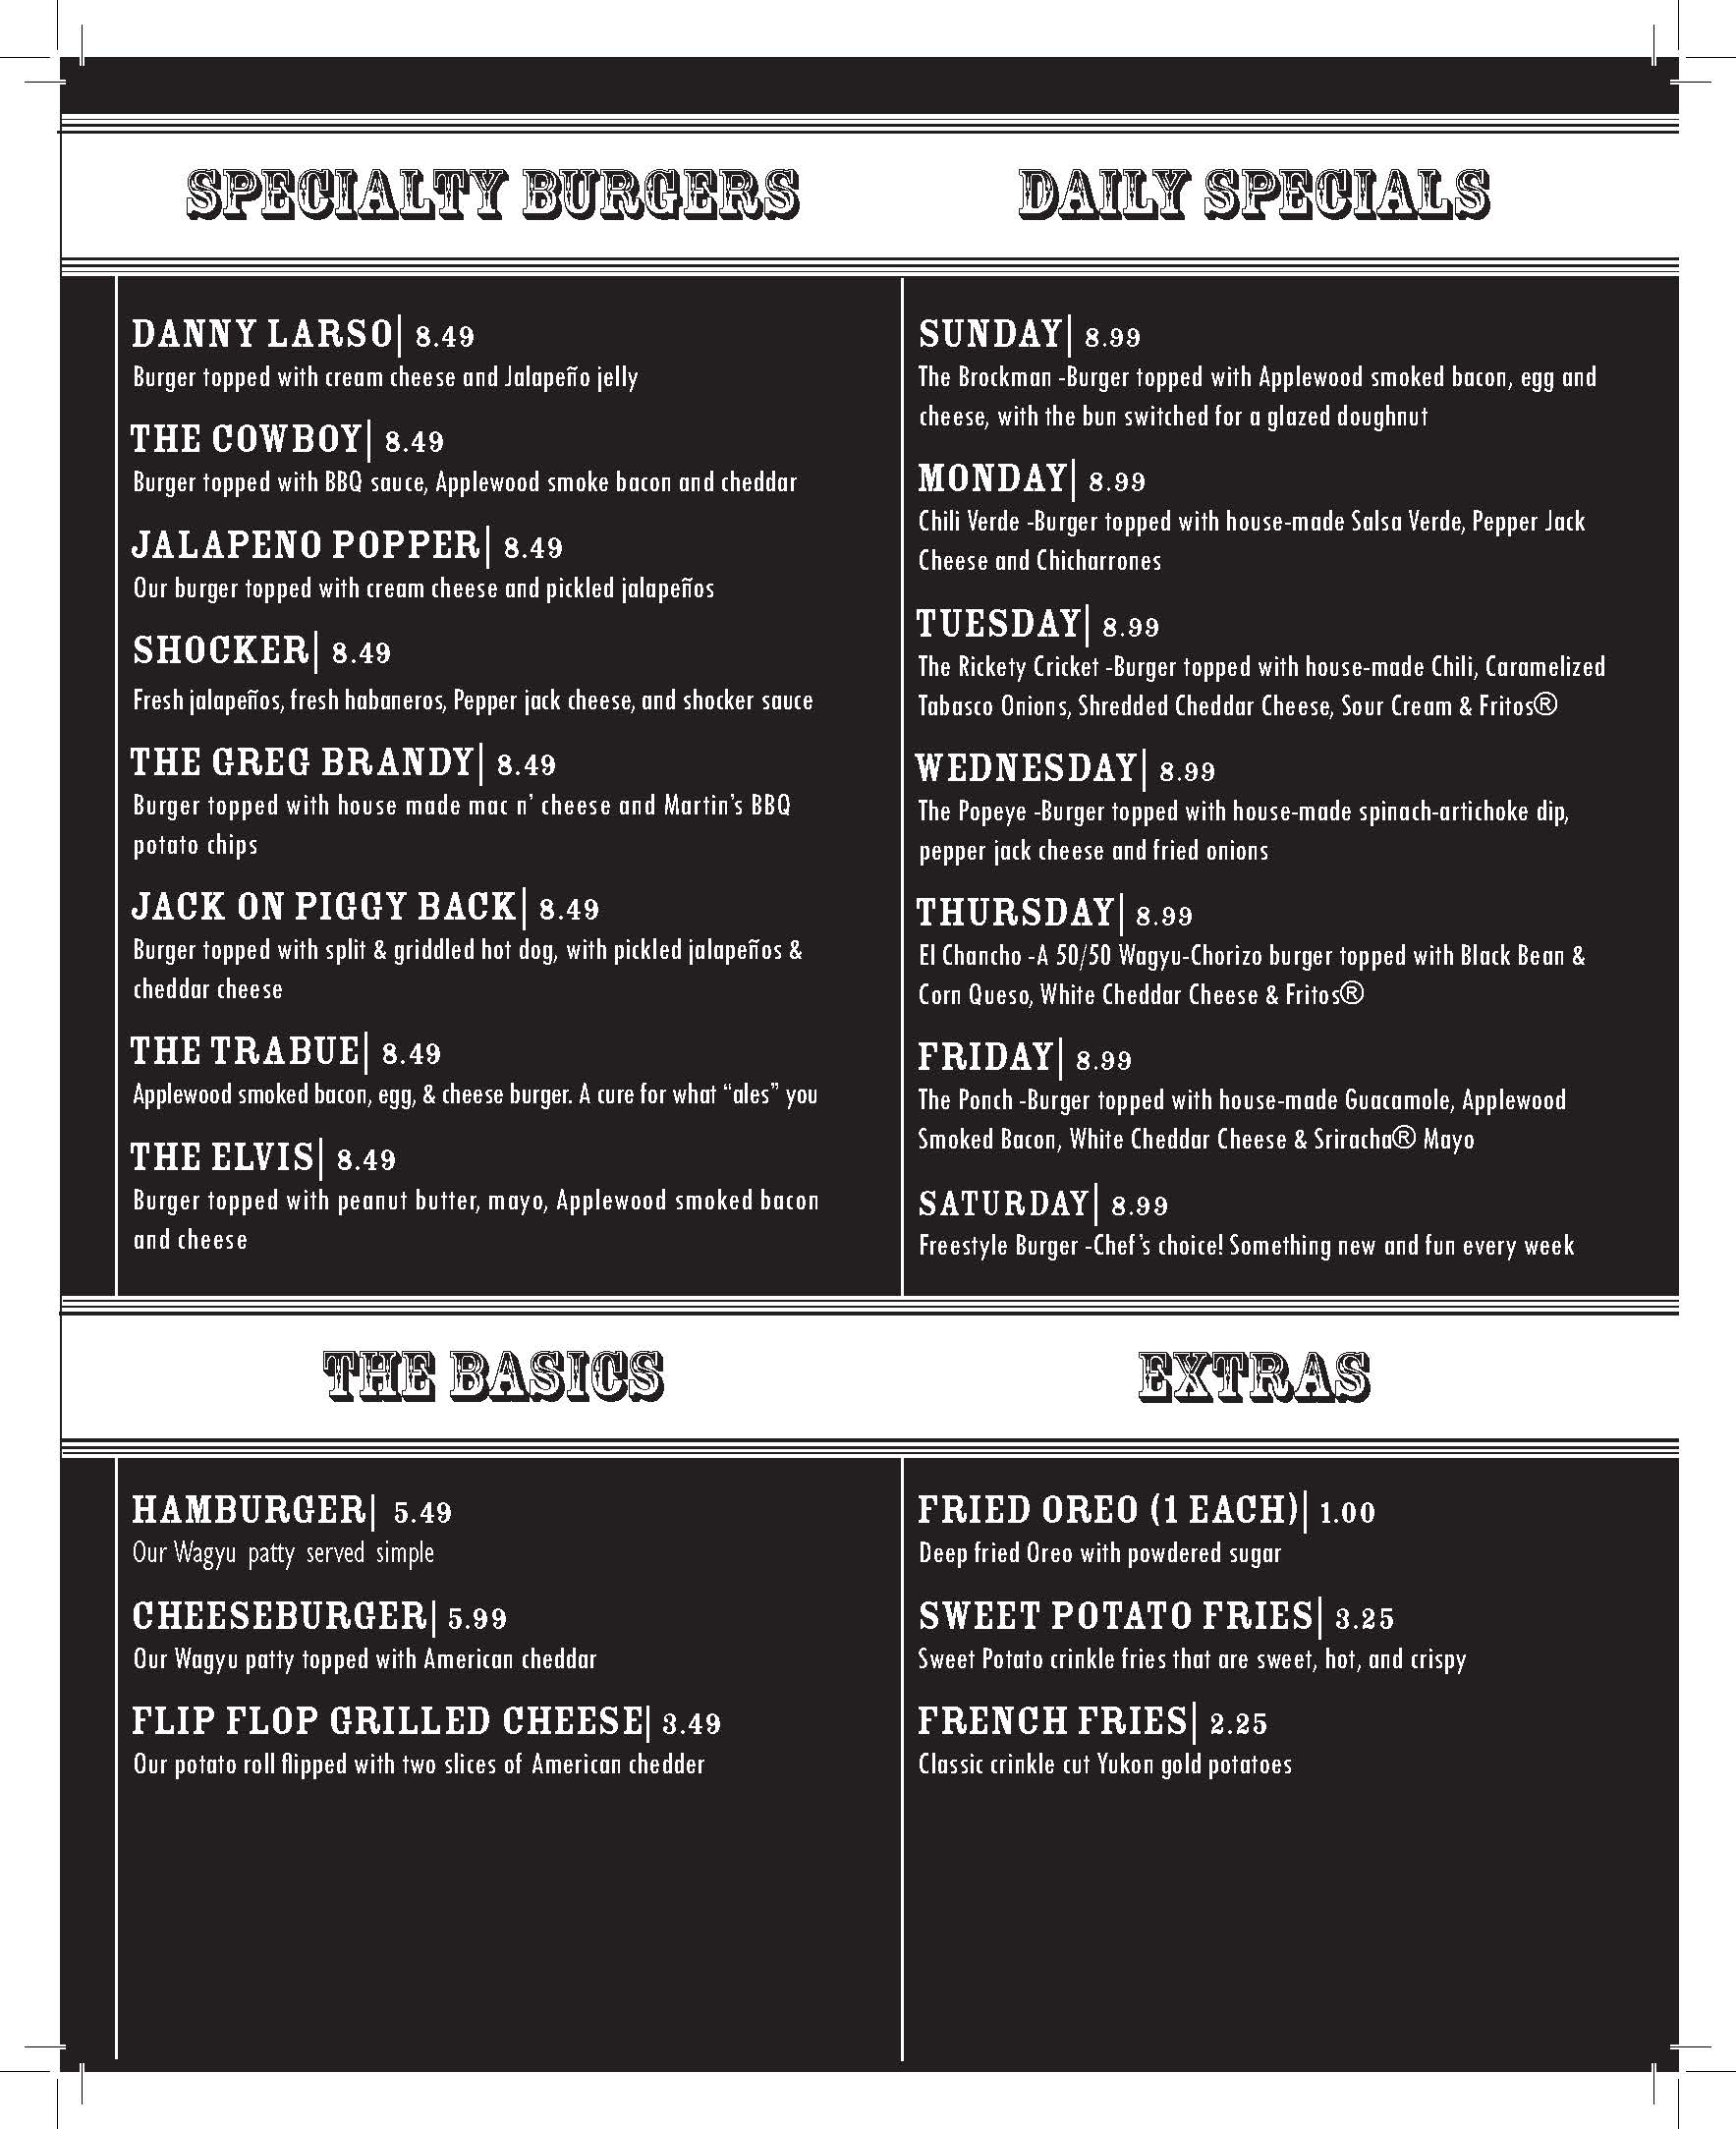 SPECIALTY BURGERS
DANNY LARSO| 8.49
Burger topped with cream cheese and Jalapeño jelly
THE COWBOY| 8.49
Burger topped with BBQ sauce, Applewood smoke bacon and cheddar
JALAPENO POPPER| 8.49
Our burger topped with cream cheese and pickled jalapeños
SHOCKER| 8.49
Fresh jalapeños, fresh habaneros, Pepper jack cheese, and shocker sauce
THE GREG BRANDY| 8.49
Burger topped with house made mac n’ cheese and Martin’s BBQ
potato chips
JACK ON PIGGY BACK| 8.49
Burger topped with split & griddled hot dog, with pickled jalapeños &
cheddar cheese
THE TRABUE| 8.49
Applewood smoked bacon, egg, & cheese burger. A cure for what “ales” you
THE ELVIS| 8.49
Burger topped with peanut butter, mayo, Applewood smoked bacon
and cheese
DAILY SPECIALS
SUNDAY| 8.99
The Brockman -Burger topped with Applewood smoked bacon, egg and
cheese, with the bun switched for a glazed doughnut
MONDAY| 8.99
Chili Verde -Burger topped with house-made Salsa Verde, Pepper Jack
Cheese and Chicharrones
TUESDAY| 8.99
The Rickety Cricket -Burger topped with house-made Chili, Caramelized
Tabasco Onions, Shredded Cheddar Cheese, Sour Cream & Fritos®
WEDNESDAY| 8.99
The Popeye -Burger topped with house-made spinach-artichoke dip,
pepper jack cheese and fried onions
THURSDAY| 8.99
El Chancho -A 50/50 Wagyu-Chorizo burger topped with Black Bean &
Corn Queso, White Cheddar Cheese & Fritos®
FRIDAY| 8.99
The Ponch -Burger topped with house-made Guacamole, Applewood
Smoked Bacon, White Cheddar Cheese & Sriracha® Mayo
SATURDAY| 8.99
Freestyle Burger -Chef’s choice! Something new and fun every week
THE BASICS
HAMBURGER| 5.49
Our Wagyu patty served simple
CHEESEBURGER| 5.99
Our Wagyu patty topped with American cheddar
FLIP FLOP GRILLED CHEESE| 3.49
Our potato roll flipped with two slices of American chedder
EXTRAS
FRIED OREO (1 EACH)| 1.00
Deep fried Oreo with powdered sugar
SWEET POTATO FRIES| 3.25
Sweet Potato crinkle fries that are sweet, hot, and crispy
FRENCH FRIES| 2.25
Classic crinkle cut Yukon gold potatoes